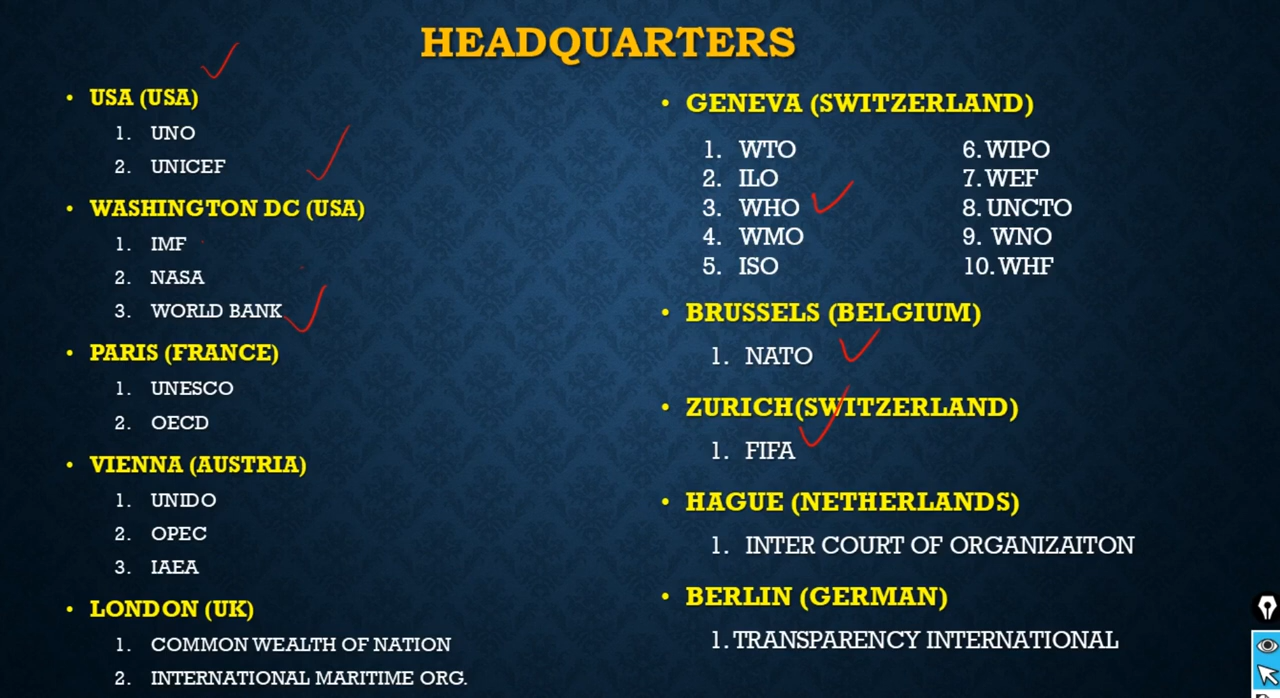 HEADQUARTERS
• USA (USA)
1. UNO
2. UNICEF
• WASHINGTON DC (USA)
1. IMF
2. NASA
3. WORLD BANK
• PARIS (FRANCE)
1. UNESCO
2. OECD
• VIENNA (AUSTRIA)
1. UNIDO
2. OPEC
3. IAEA
• LONDON (UK)
1. COMMON WEALTH OF NATION
2. INTERNATIONAL MARITIME ORG.
• GENEVA (SWITZERLAND)
1. WTO
2. ILO
3. WHO
4. WMO
5. ISO
6. WIPO
7. WEF
8. UNCTO
9. WNO
10. WHF
• BRUSSELS (BELGIUM)
1. NATO
• ZURICH(SWITZERLAND)
1. FIFA
• HAGUE (NETHERLANDS)
1. INTER COURT OF ORGANIZAITON
• BERLIN (GERMAN)
1. TRANSPARENCY INTERNATIONAL